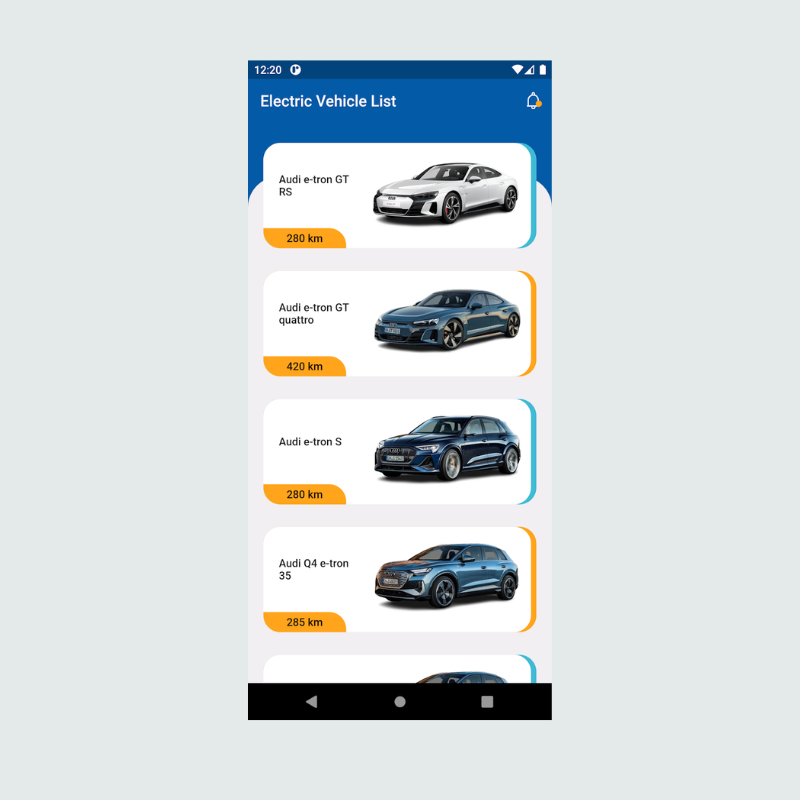 12:20
Electric Vehicle List
Audi e-tron GT
RS
280 km
Audi e-tron GT
quattro
420 km
Audi e-tron S
280 km
Audi Q4 e-tron
35
285 km